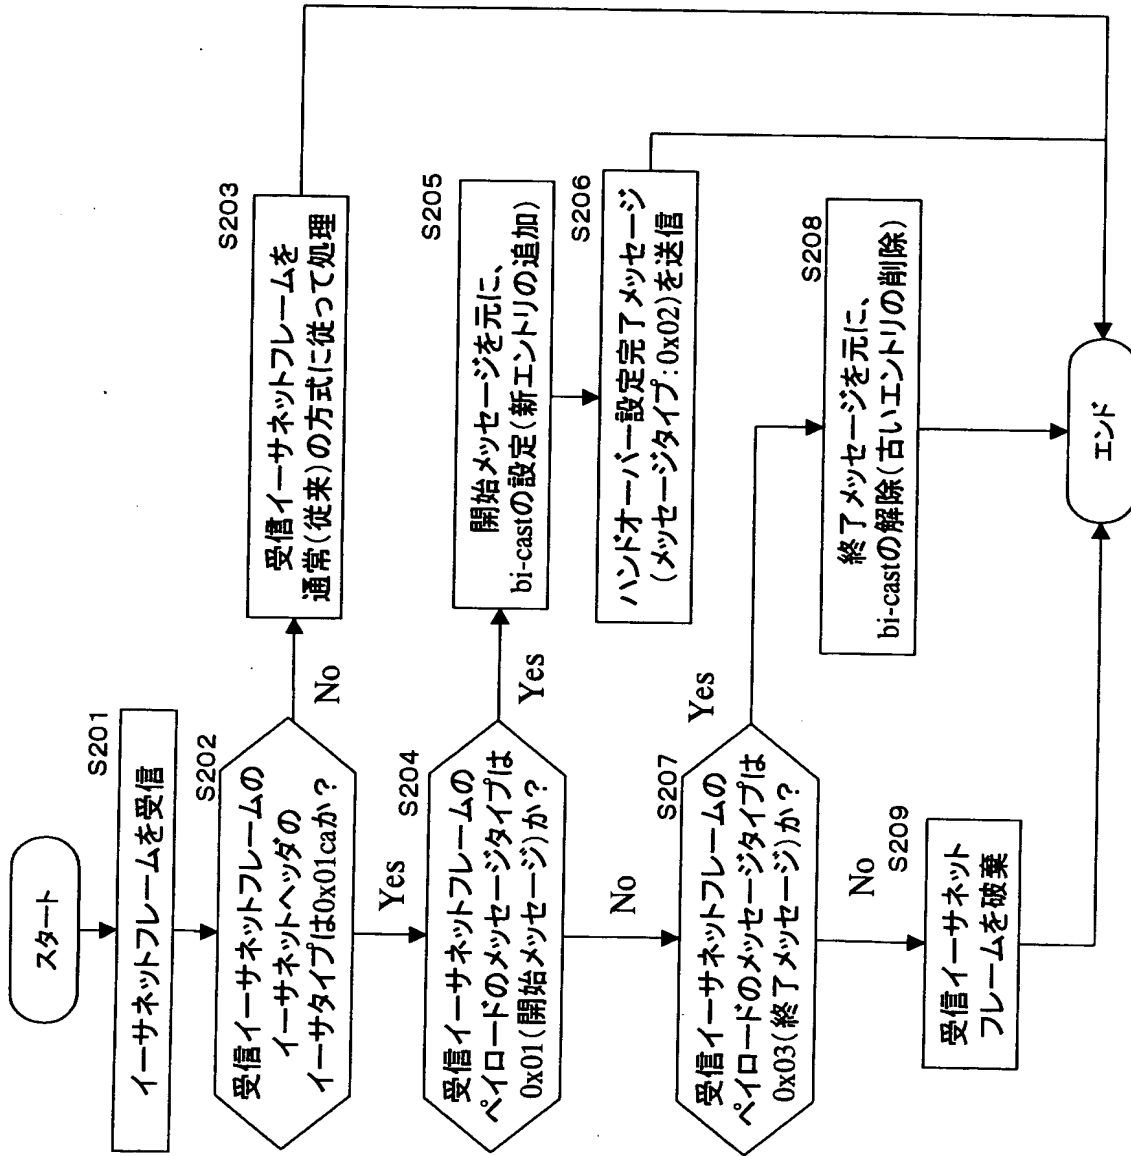 スタート
S201
イーサネットフレームを受信
S202
受信イーサネットフレームの
イーサネットヘッダの
イーサタイプは0x01caか？
No
S203
受信イーサネットフレームを
通常(従来)の方式に従って処理
Yes
S204
受信イーサネットフレームの
ペイロードのメッセージタイプは
0x01(開始メッセージ)か？
Yes
S205
開始メッセージを元に、
bi-castの設定(新エントリの追加)
S206
ハンドオーバー設定完了メッセージ
(メッセージタイプ:0x02)を送信
No
S207
受信イーサネットフレームの
ペイロードのメッセージタイプは
0x03(終了メッセージ)か？
Yes
S208
終了メッセージを元に、
bi-castの解除(古いエントリの削除)
No
S209
受信イーサネット
フレームを破棄
エンド